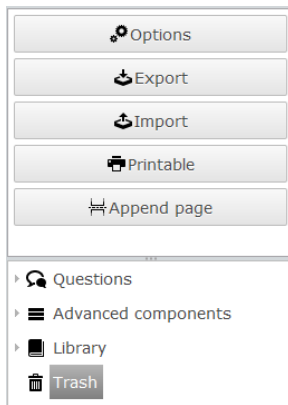 Options
Export
Import
Printable
Append page
Questions
Advanced components
Library
Trash